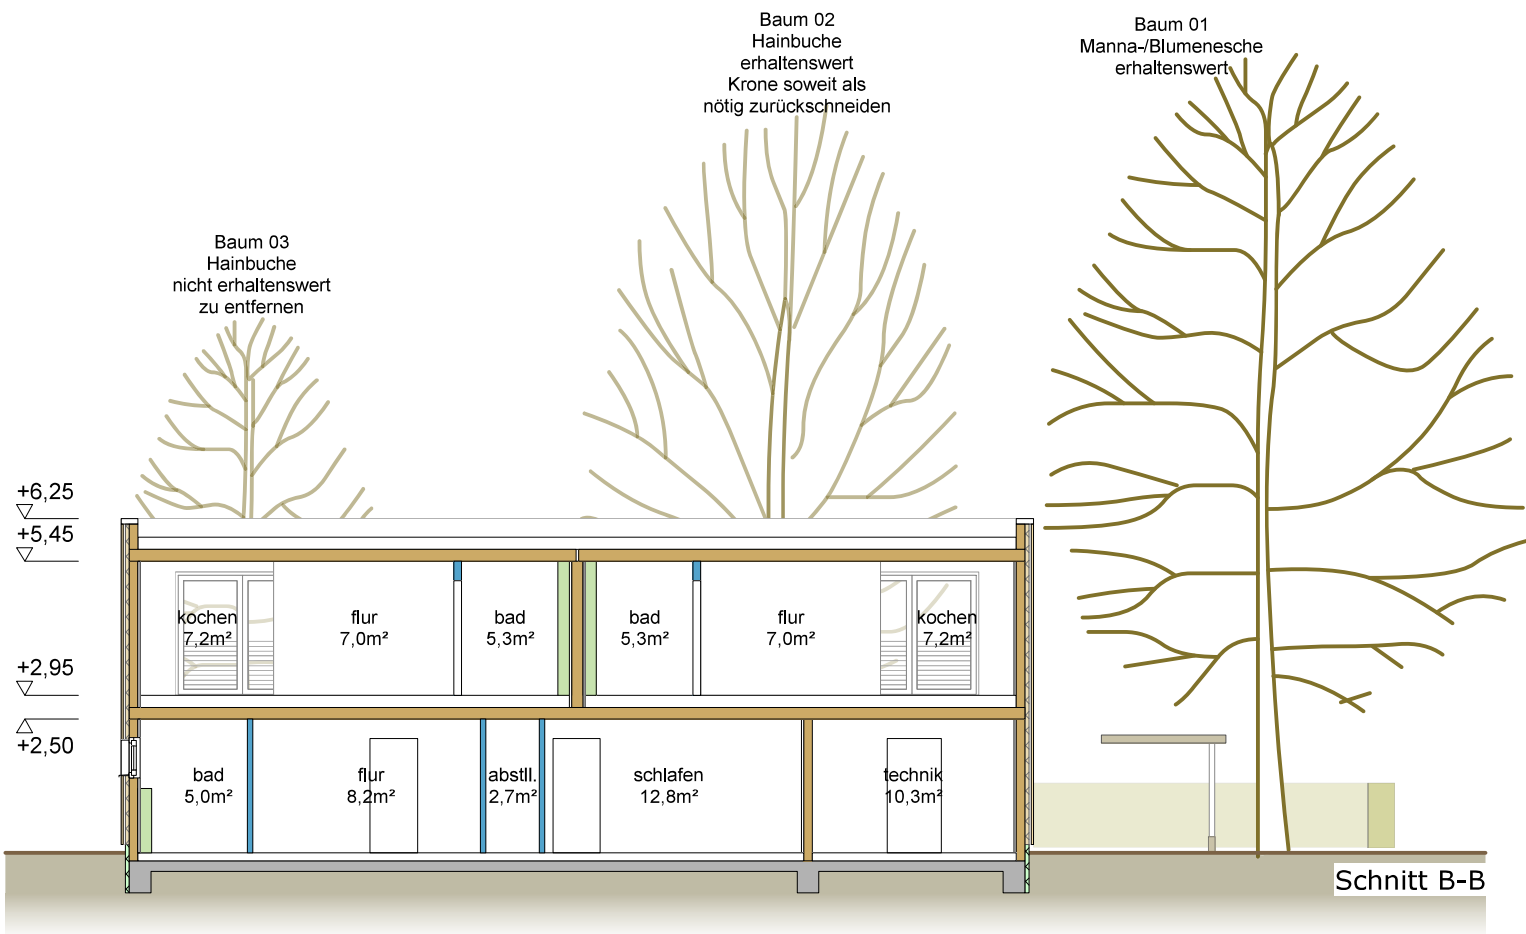 Baum 02
Hainbuche
erhaltenswert
Krone soweit als
nötig zurückschneiden
Baum 01
Manna-/Blumenesche
erhaltenswert
Baum 03
Hainbuche
nicht erhaltenswert
zu entfernen
+6,25
+5,45
+2,95
+2,50
kochen
7,2m²
flur
7,0m²
bad
5,3m²
bad
5,3m²
flur
7,0m²
kochen
7,2m²
bad
5,0m²
flur
8,2m²
abstll.
2,7m²
schlafen
12,8m²
technik
10,3m²
Schnitt B-B